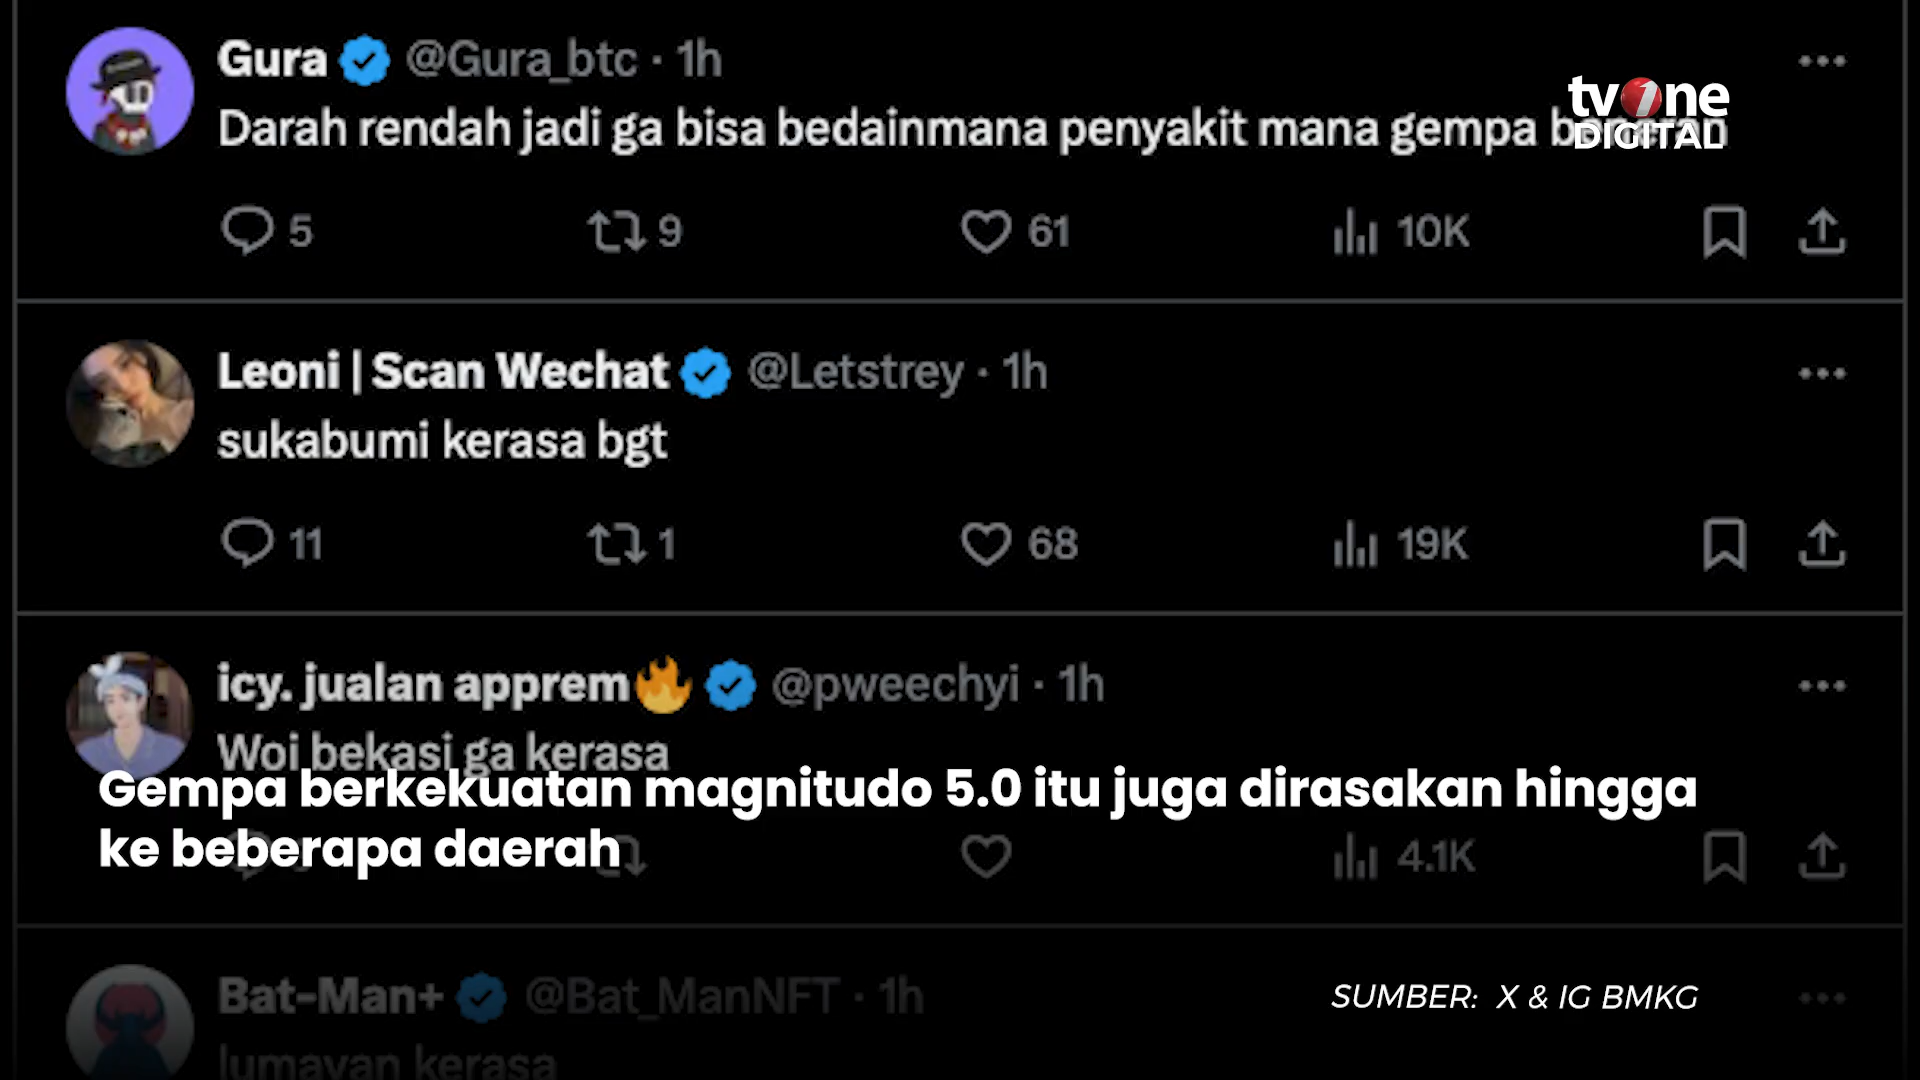 Gura @Gura_btc · 1h
tvOne
DIGITAL
Darah rendah jadi ga bisa bedainmana penyakit mana gempa
5 9 61 10K
Leoni | Scan Wechat @Letstrey · 1h
sukabumi kerasa bgt
11 1 68 19K
icy. jualan apprem🔥 @pweechyi · 1h
Woi bekasi ga kerasa
Gempa berkekuatan magnitudo 5.0 itu juga dirasakan hingga
ke beberapa daerah
4.1K
Bat-Man+ @Bat_ManNFT · 1h
SUMBER: X & IG BMKG
lumayan kerasa